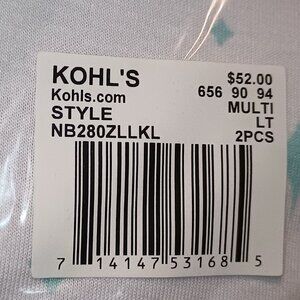 KOHL'S $52.00
Kohls.com 656 90 94
STYLE MULTI
NB280ZLLKL LT
2PCS
7 14147 53168 5